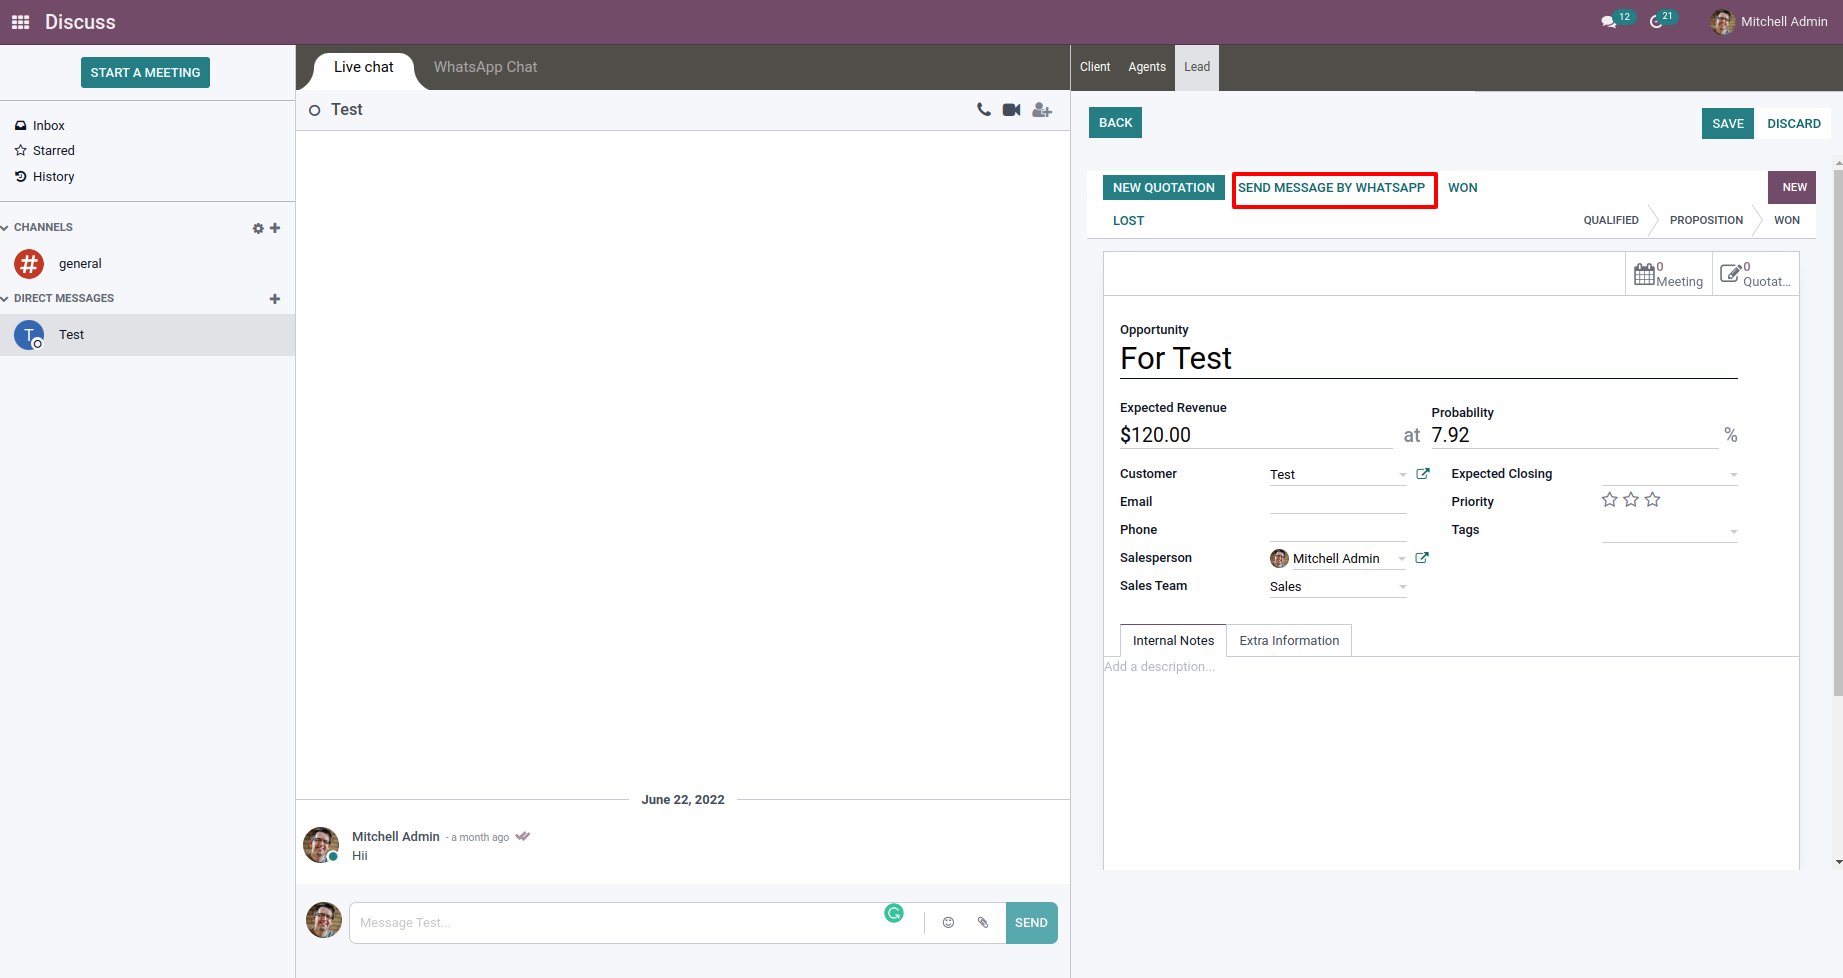 Discuss
12
21
Mitchell Admin
START A MEETING
Inbox
Starred
History
CHANNELS
general
DIRECT MESSAGES
T
Test
Live chat
WhatsApp Chat
Test
June 22, 2022
Mitchell Admin - a month ago
Hii
Message Test...
SEND
Client Agents Lead
BACK
SAVE DISCARD
NEW QUOTATION SEND MESSAGE BY WHATSAPP WON
LOST
NEW
QUALIFIED PROPOSITION WON
0
Meeting
0
Quotat...
Opportunity
For Test
Expected Revenue
$120.00
at
Probability
7.92
%
Customer Test
Email
Phone
Salesperson Mitchell Admin
Sales Team Sales
Expected Closing
Priority
Tags
Internal Notes Extra Information
Add a description...